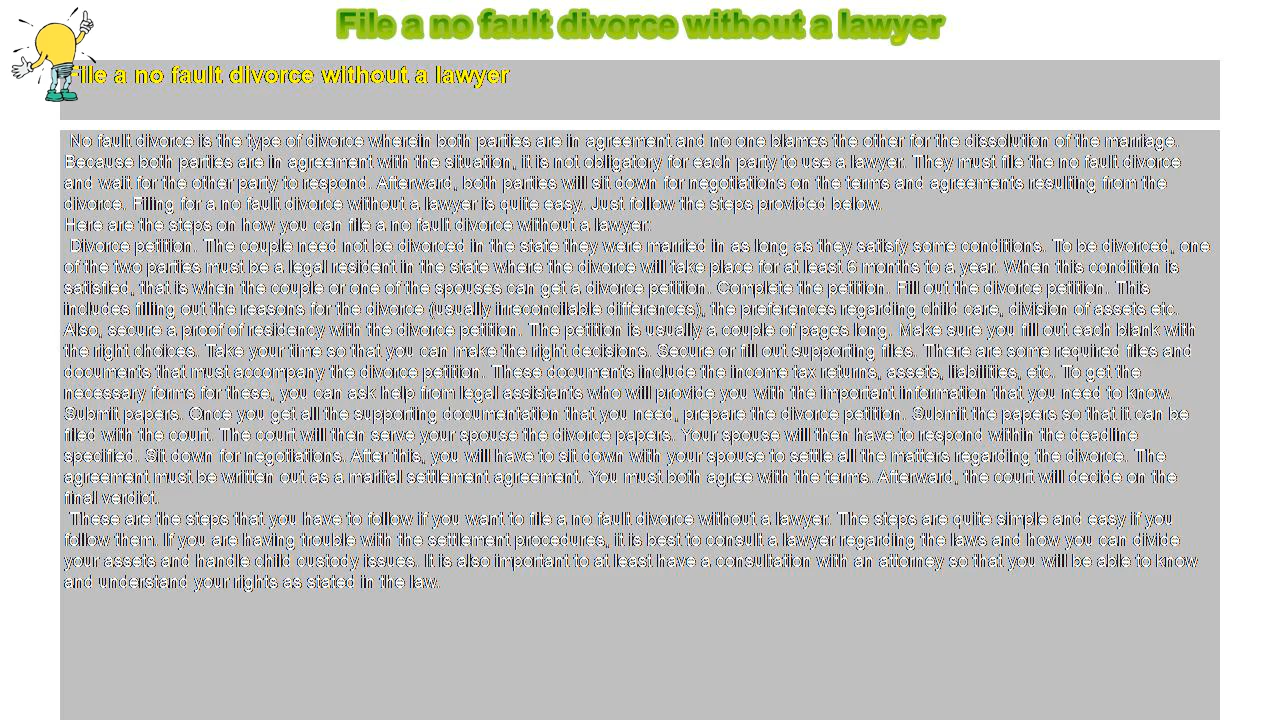 File a no fault divorce without a lawyer
File a no fault divorce without a lawyer
No fault divorce is the type of divorce wherein both parties are in agreement and no one blames the other for the dissolution of the marriage.
Because both parties are in agreement with the situation, it is not obligatory for each party to use a lawyer. They must file the no fault divorce
and wait for the other party to respond. Afterward, both parties will sit down for negotiations on the terms and agreements resulting from the
divorce. Filing for a no fault divorce without a lawyer is quite easy. Just follow the steps provided below.
Here are the steps on how you can file a no fault divorce without a lawyer:
Divorce petition. The couple need not be divorced in the state they were married in as long as they satisfy some conditions. To be divorced, one
of the two parties must be a legal resident in the state where the divorce will take place for at least 6 months to a year. When this condition is
satisfied, that is when the couple or one of the spouses can get a divorce petition. Complete the petition. Fill out the divorce petition. This
includes filling out the reasons for the divorce (usually irreconcilable differences), the preferences regarding child care, division of assets etc.
Also, secure a proof of residency with the divorce petition. The petition is usually a couple of pages long. Make sure you fill out each blank with
the right choices. Take your time so that you can make the right decisions. Secure or fill out supporting files. There are some required files and
documents that must accompany the divorce petition. These documents include the income tax returns, assets, liabilities, etc. To get the
necessary forms for these, you can ask help from legal assistants who will provide you with the important information that you need to know.
Submit papers. Once you get all the supporting documentation that you need, prepare the divorce petition. Submit the papers so that it can be
filed with the court. The court will then serve your spouse the divorce papers. Your spouse will then have to respond within the deadline
specified. Sit down for negotiations. After this, you will have to sit down with your spouse to settle all the matters regarding the divorce. The
agreement must be written out as a marital settlement agreement. You must both agree with the terms. Afterward, the court will decide on the
final verdict.
These are the steps that you have to follow if you want to file a no fault divorce without a lawyer. The steps are quite simple and easy if you
follow them. If you are having trouble with the settlement procedures, it is best to consult a lawyer regarding the laws and how you can divide
your assets and handle child custody issues. It is also important to at least have a consultation with an attorney so that you will be able to know
and understand your rights as stated in the law.